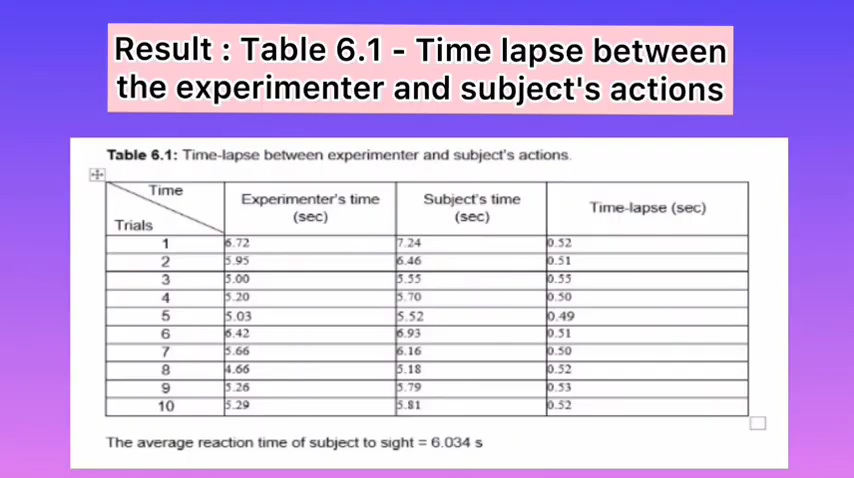 Result : Table 6.1 - Time lapse between
the experimenter and subject's actions
Table 6.1: Time-lapse between experimenter and subject's actions.
Time
Trials
Experimenter's time
(sec)
Subject's time
(sec)
Time-lapse (sec)
1 6.72 7.24 0.52
2 5.95 6.46 0.51
3 5.00 5.55 0.55
4 5.20 5.70 0.50
5 5.03 5.52 0.49
6 6.42 6.93 0.51
7 5.66 6.16 0.50
8 4.66 5.18 0.52
9 5.26 5.79 0.53
10 5.29 5.81 0.52
The average reaction time of subject to sight = 6.034 s